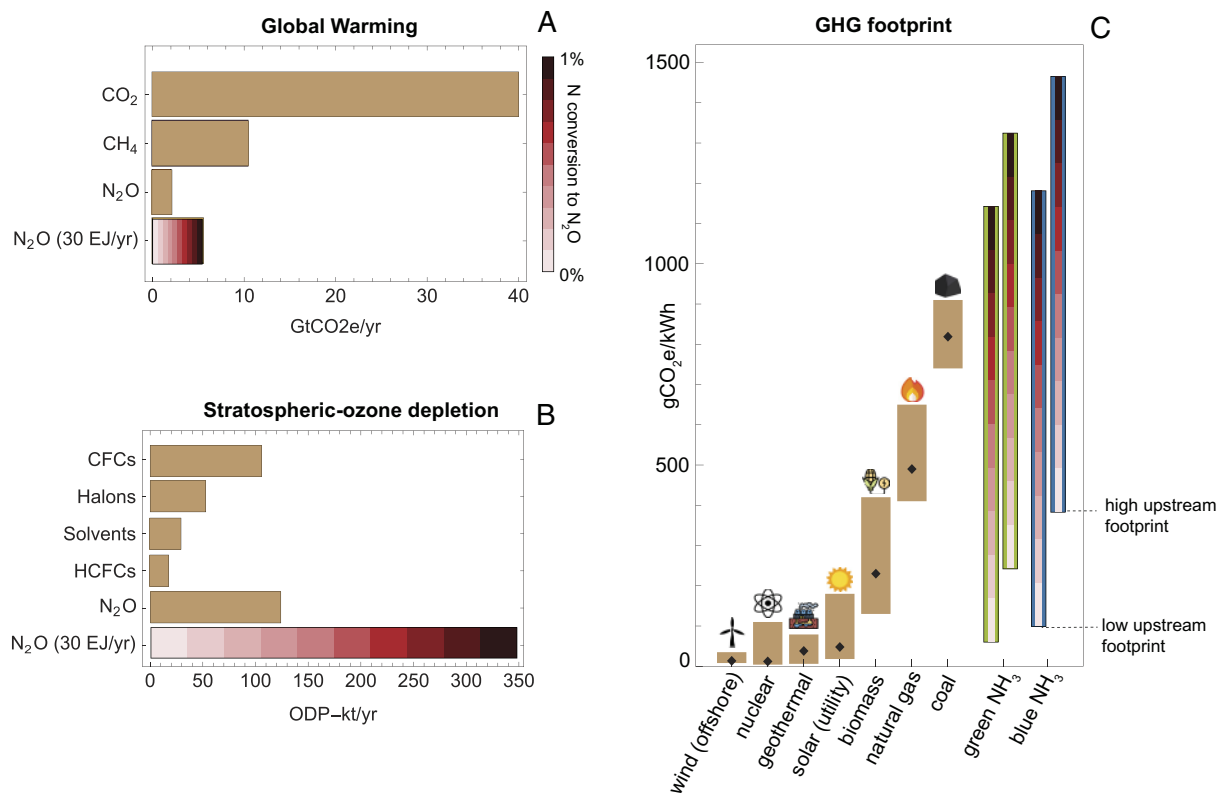 Global Warming
A
CO₂
CH₄
N₂O
N₂O (30 EJ/yr)
0
10
20
30
40
GtCO2e/yr
1%
N conversion to N₂O
0%
Stratospheric-ozone depletion
B
CFCs
Halons
Solvents
HCFCs
N₂O
N₂O (30 EJ/yr)
0
50
100
150
200
250
300
350
ODP–kt/yr
GHG footprint
C
1500
1000
500
0
gCO₂e/kWh
high upstream
footprint
low upstream
footprint
wind (offshore)
nuclear
geothermal
solar (utility)
biomass
natural gas
coal
green NH₃
blue NH₃